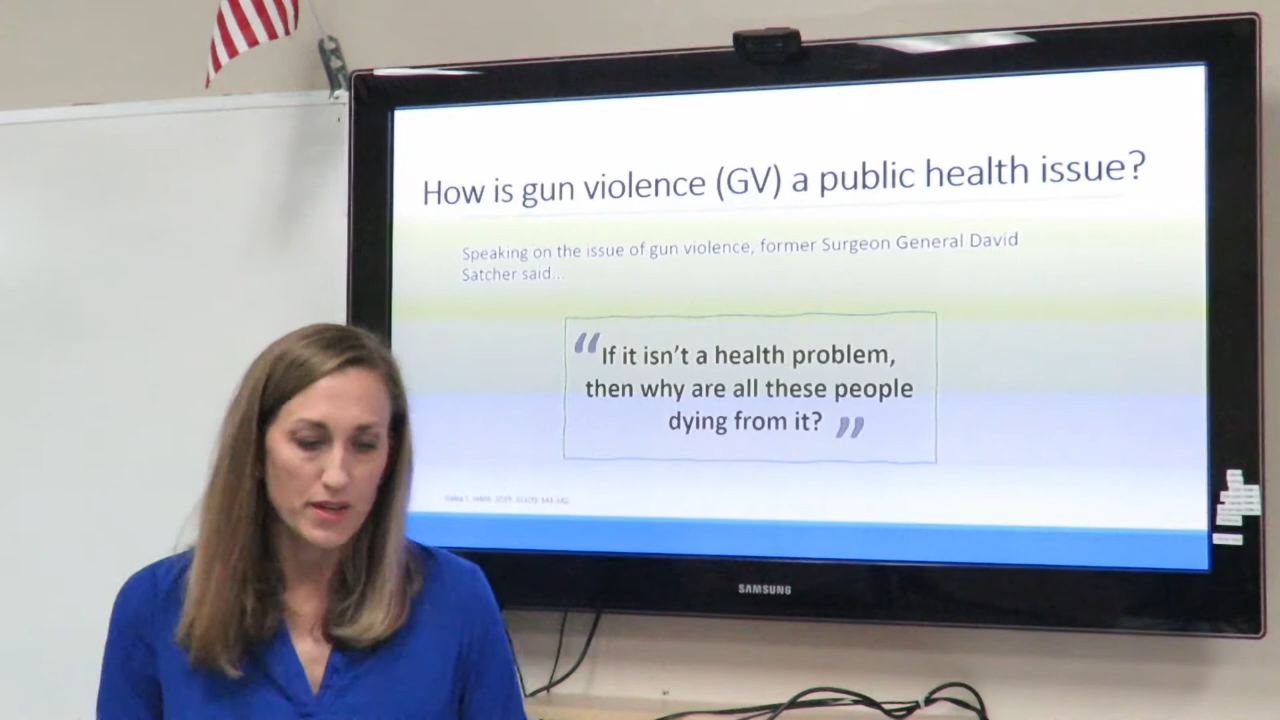 How is gun violence (GV) a public health issue?
Speaking on the issue of gun violence, former Surgeon General David
Satcher said...
“If it isn't a health problem,
then why are all these people
dying from it? ”
SAMSUNG